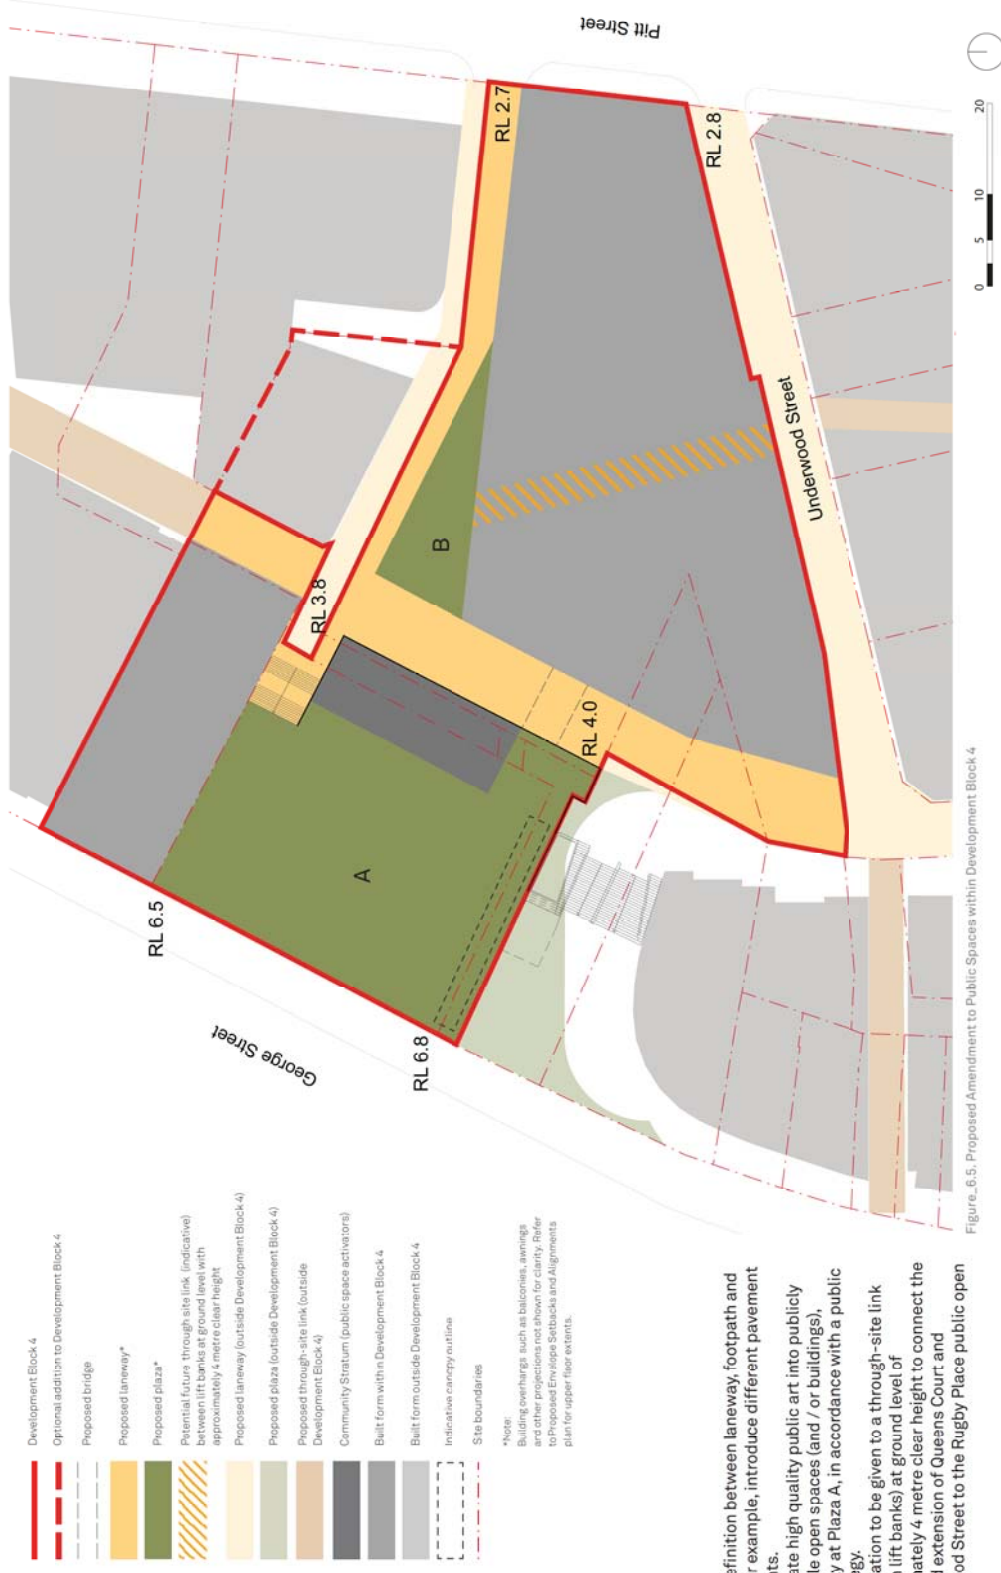 Development Block 4
Optional addition to Development Block 4
Proposed bridge
Proposed laneway*
Proposed plaza*
Potential future through site link (indicative)
between lift banks at ground level with
approximately 4 metre clear height
Proposed laneway (outside Development Block 4)
Proposed plaza (outside Development Block 4)
Proposed through-site link (outside
Development Block 4)
Community Stratum (public space activators)
Built form within Development Block 4
Built form outside Development Block 4
Indicative canopy outline
Site boundaries
*Note:
Building overhangs such as balconies, awnings
and other projections not shown for clarity. Refer
to Proposed Envelope Setbacks and Alignments
plan for upper floor extents.
George Street
Pitt Street
Underwood Street
RL 6.5
RL 6.8
RL 3.8
RL 4.0
RL 2.7
RL 2.8
A
B
0 5 10 20
Figure_6.5. Proposed Amendment to Public Spaces within Development Block 4
efinition between laneway, footpath and
r example, introduce different pavement
nts.
ate high quality public art into publicly
le open spaces (and / or buildings),
y at Plaza A, in accordance with a public
egy.
ation to be given to a through-site link
n lift banks) at ground level of
nately 4 metre clear height to connect the
d extension of Queens Court and
od Street to the Rugby Place public open